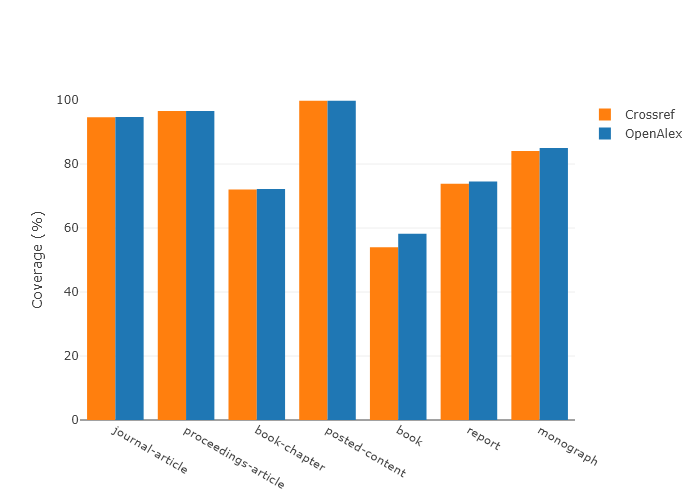 100
80
60
40
20
0
Coverage (%)
journal-article
proceedings-article
book-chapter
posted-content
book
report
monograph
Crossref
OpenAlex